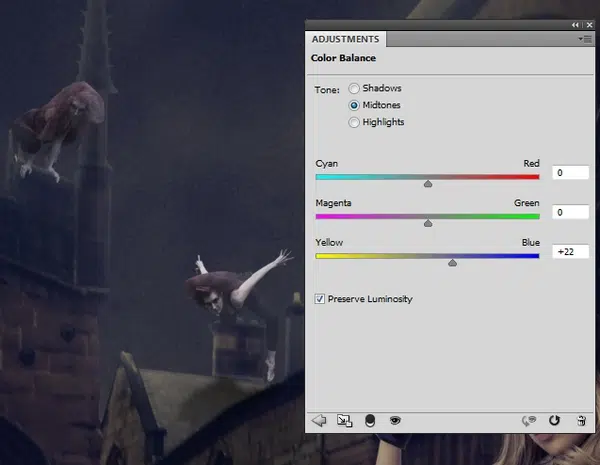 ADJUSTMENTS
Color Balance
Tone:
Shadows
Midtones
Highlights
Cyan Red 0
Magenta Green 0
Yellow Blue +22
Preserve Luminosity